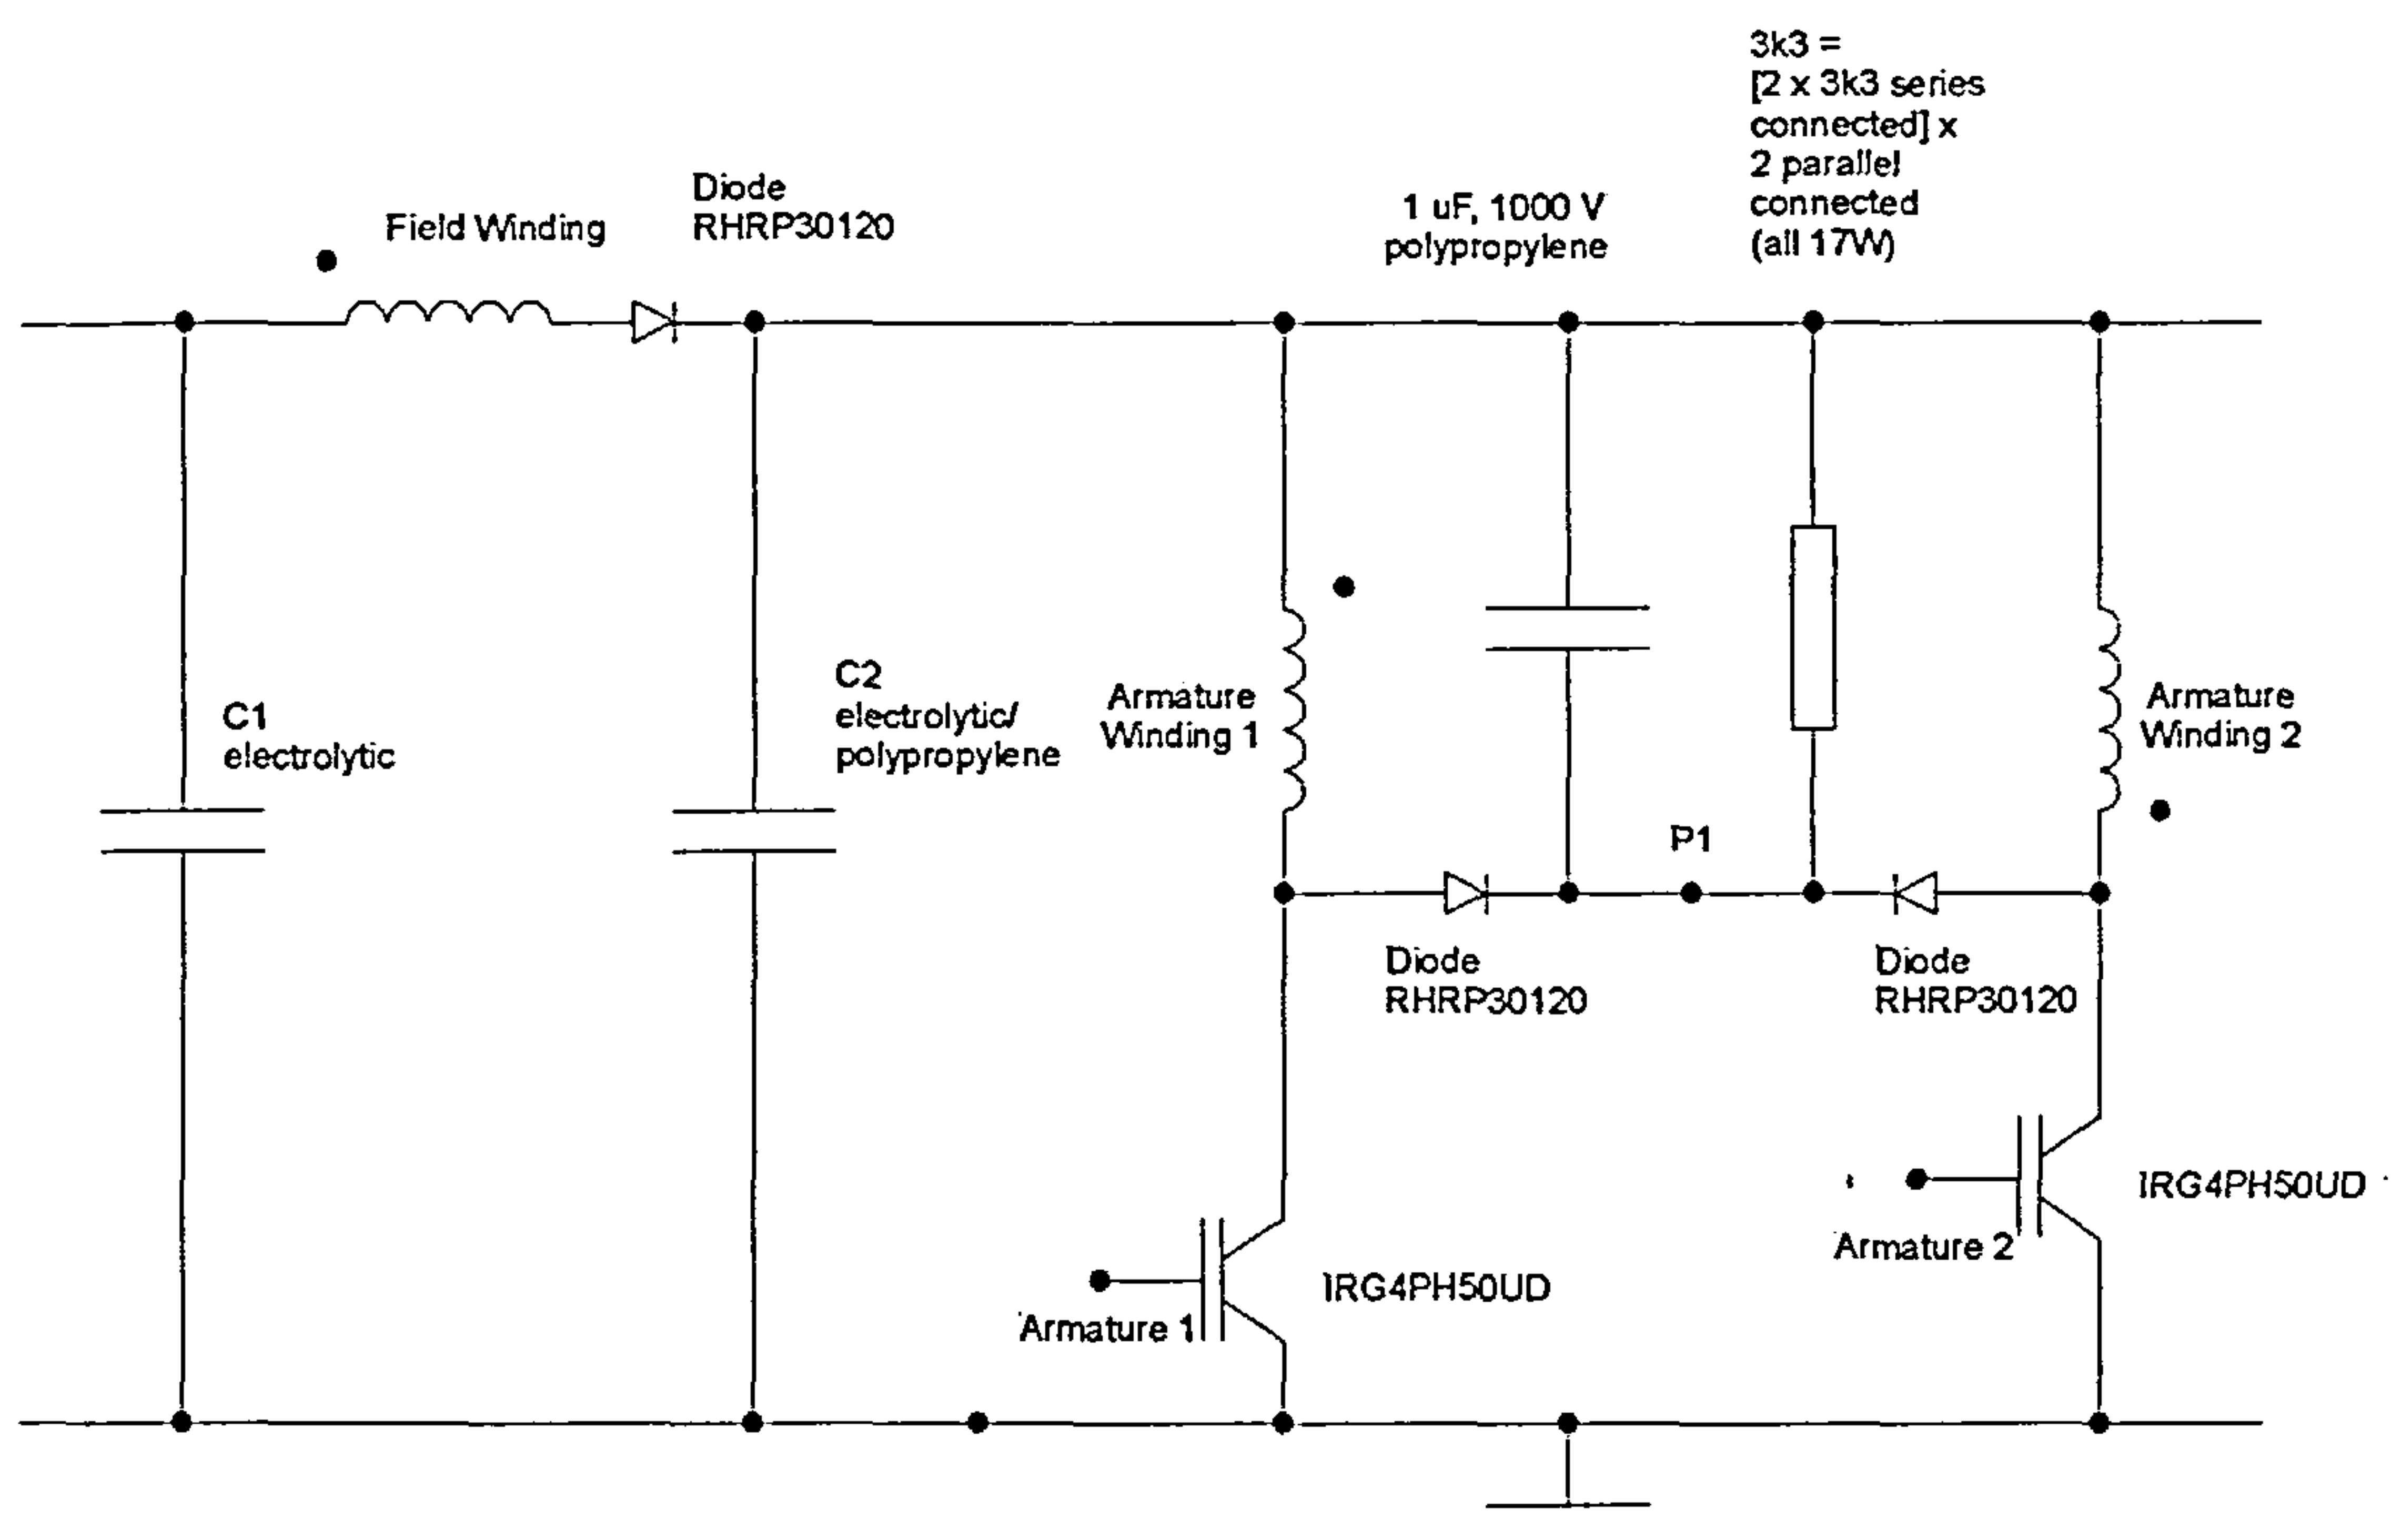 3k3 =
[2 x 3k3 series
connected] x
2 parallel
connected
(all 17W)
Diode
RHRP30120
Field Winding
1 uF, 1000 V
polypropylene
C2
electrolytic/
polypropylene
C1
electrolytic
Armature
Winding 1
Armature
Winding 2
P1
Diode
RHRP30120
Diode
RHRP30120
IRG4PH50UD
Armature 2
IRG4PH50UD
Armature 1